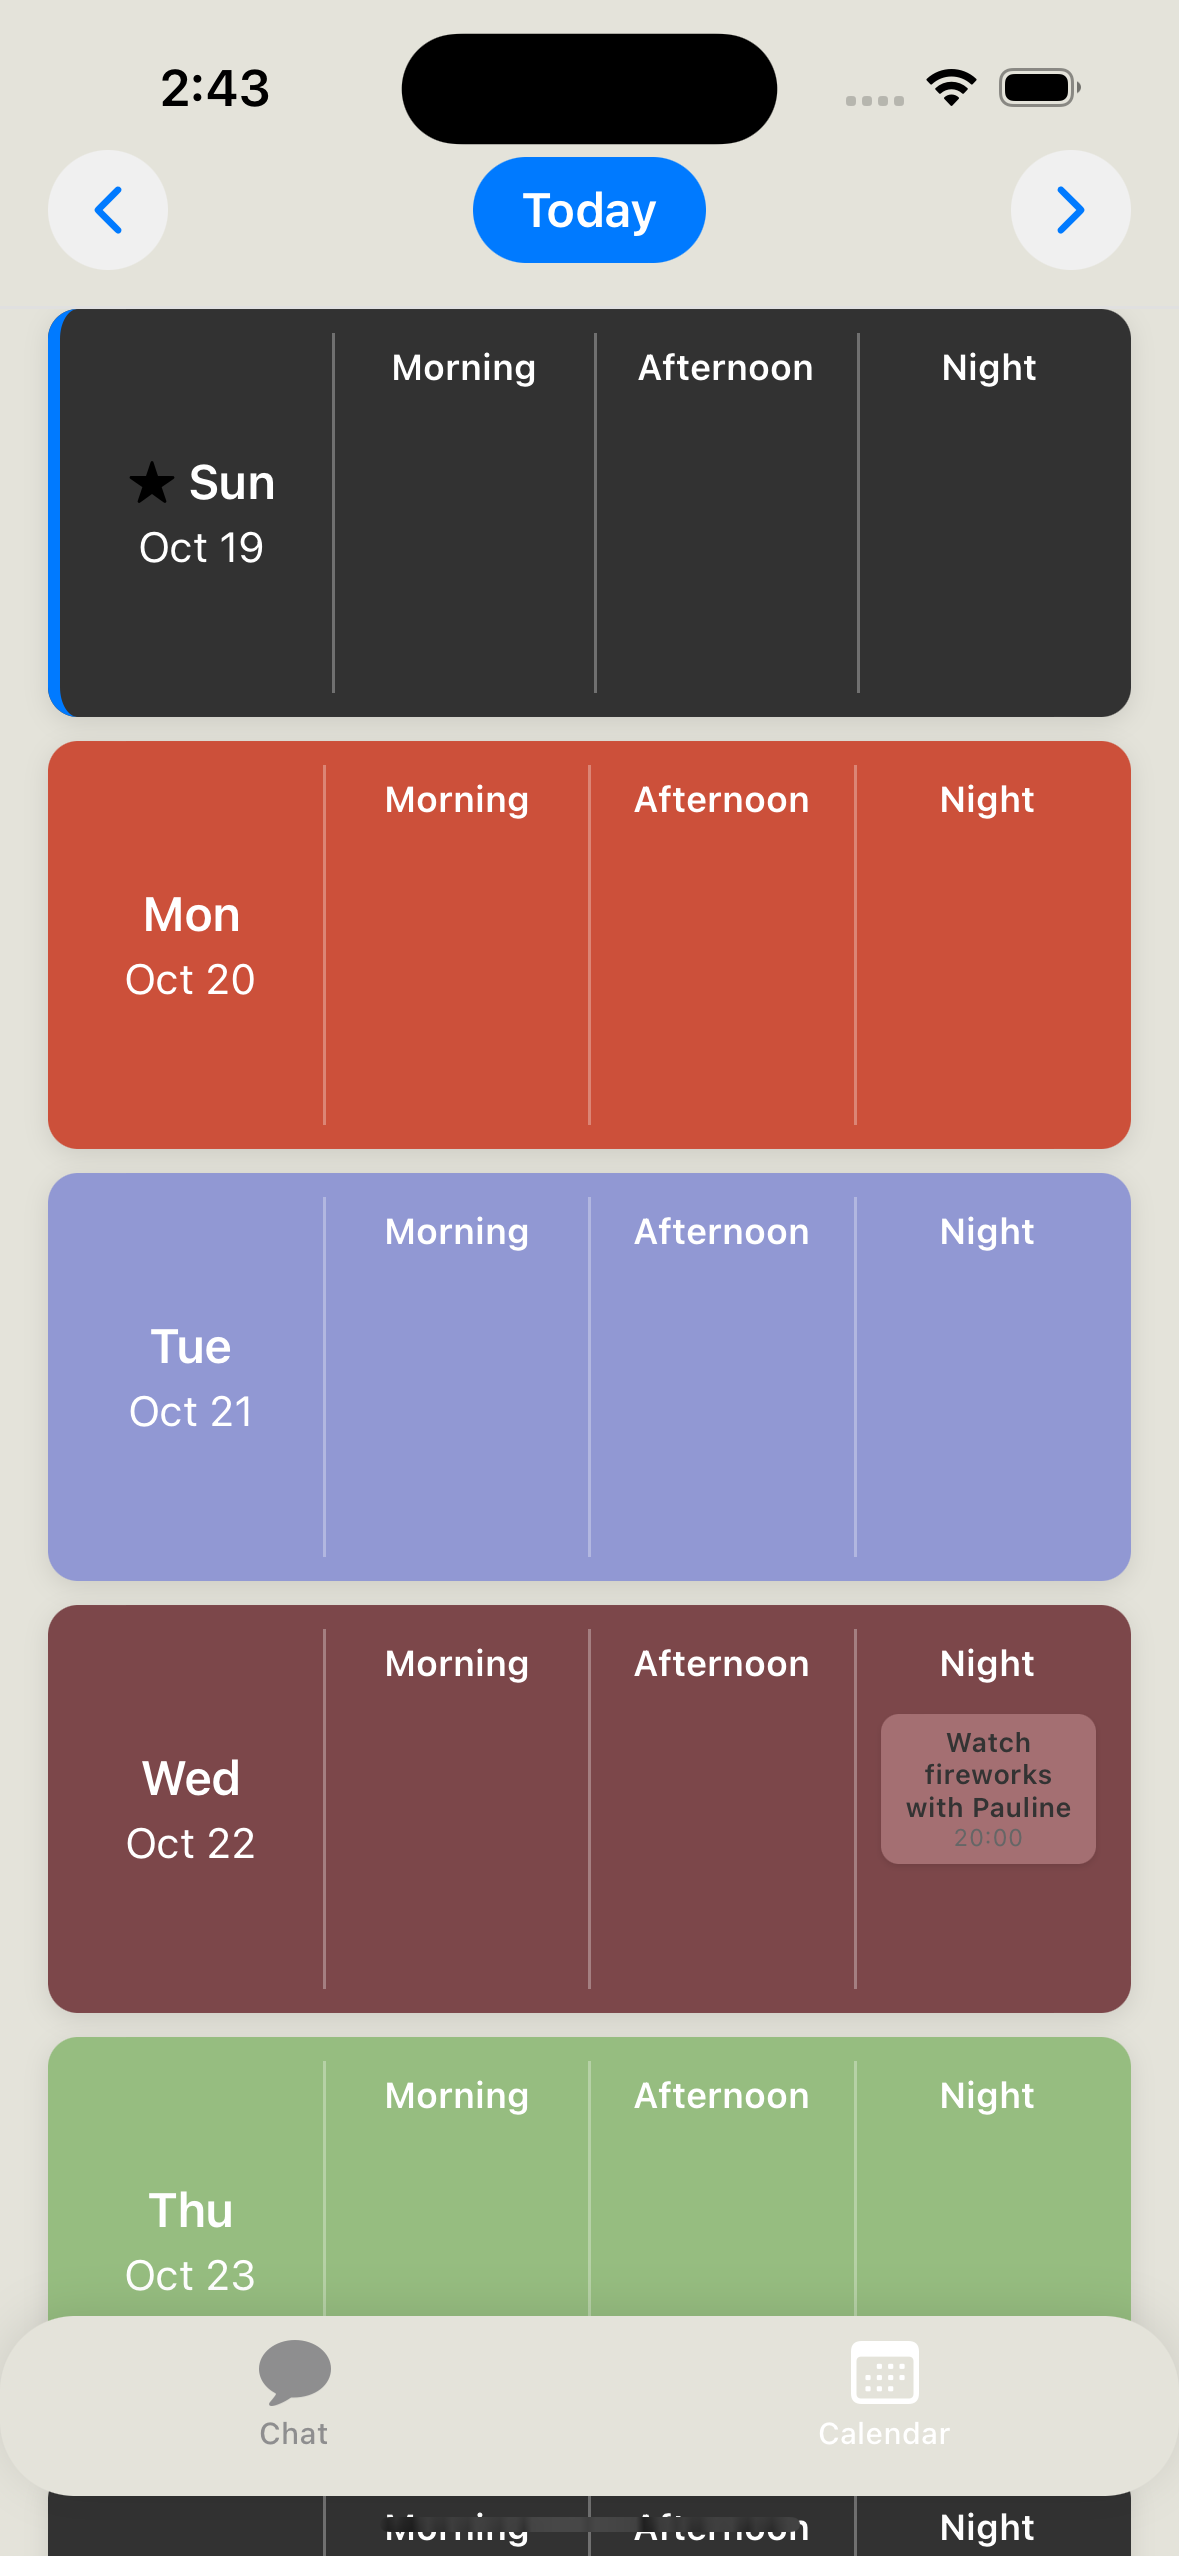 2:43
Today
Morning Afternoon Night
Sun
Oct 19
Morning Afternoon Night
Mon
Oct 20
Morning Afternoon Night
Tue
Oct 21
Morning Afternoon Night
Watch
fireworks
with Pauline
20:00
Wed
Oct 22
Morning Afternoon Night
Thu
Oct 23
Chat Calendar
Morning Afternoon Night